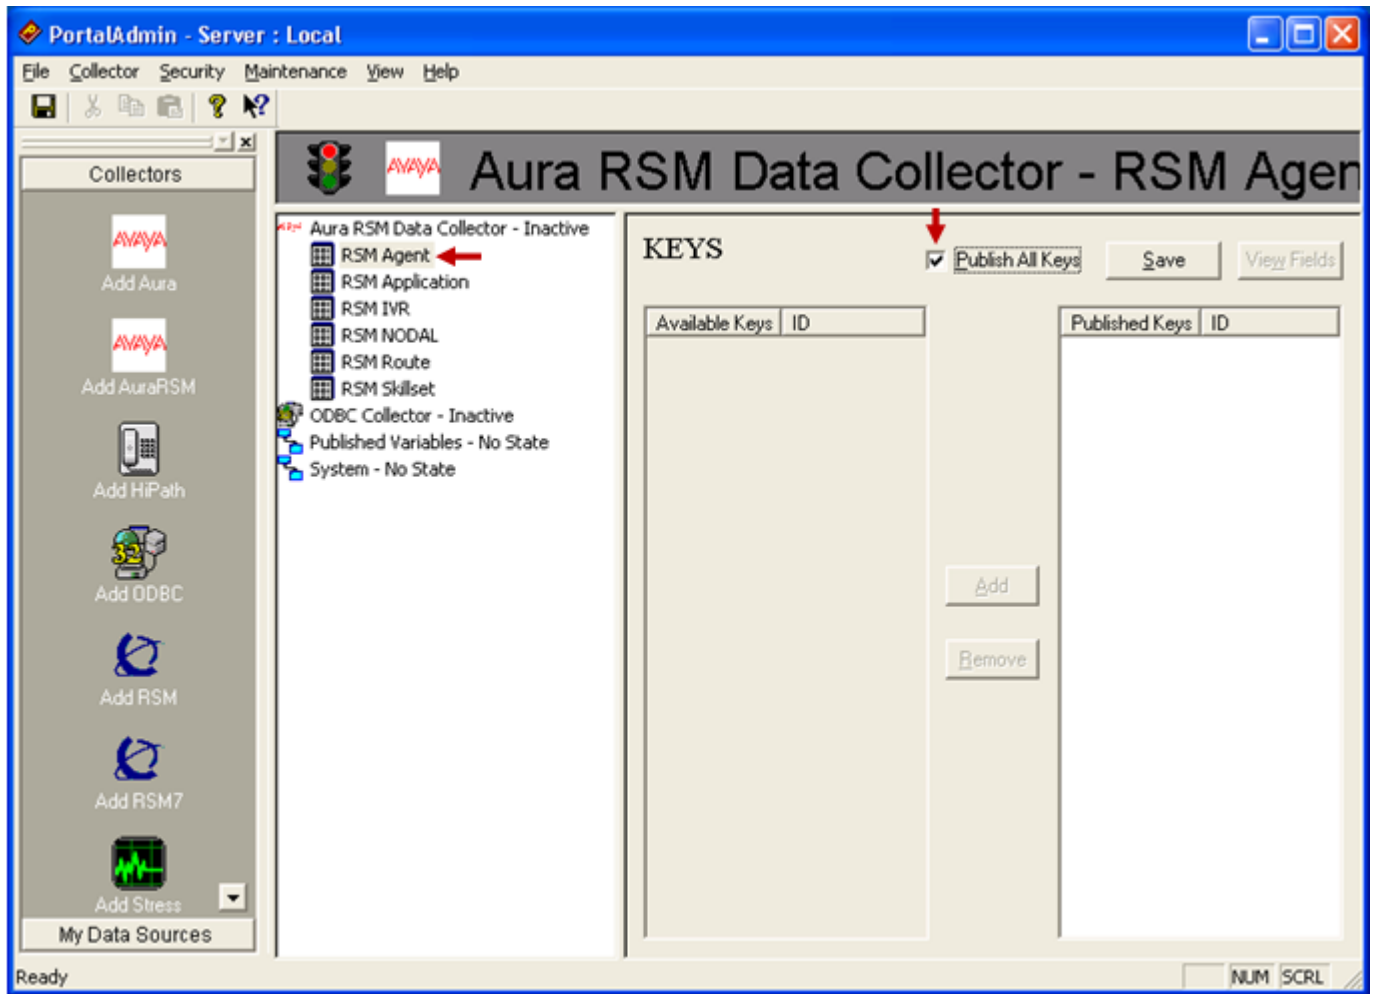 PortalAdmin - Server : Local
File Collector Security Maintenance View Help
Collectors
AVAYA
Add Aura
AVAYA
Add AuraRSM
Add HiPath
32
Add ODBC
Add RSM
Add RSM7
Add Stress
My Data Sources
AVAYA Aura RSM Data Collector - RSM Agen
Aura RSM Data Collector - Inactive
RSM Agent
RSM Application
RSM IVR
RSM NODAL
RSM Route
RSM Skillset
ODBC Collector - Inactive
Published Variables - No State
System - No State
KEYS
Publish All Keys Save View Fields
Available Keys ID
Published Keys ID
Add
Remove
Ready
NUM SCRL